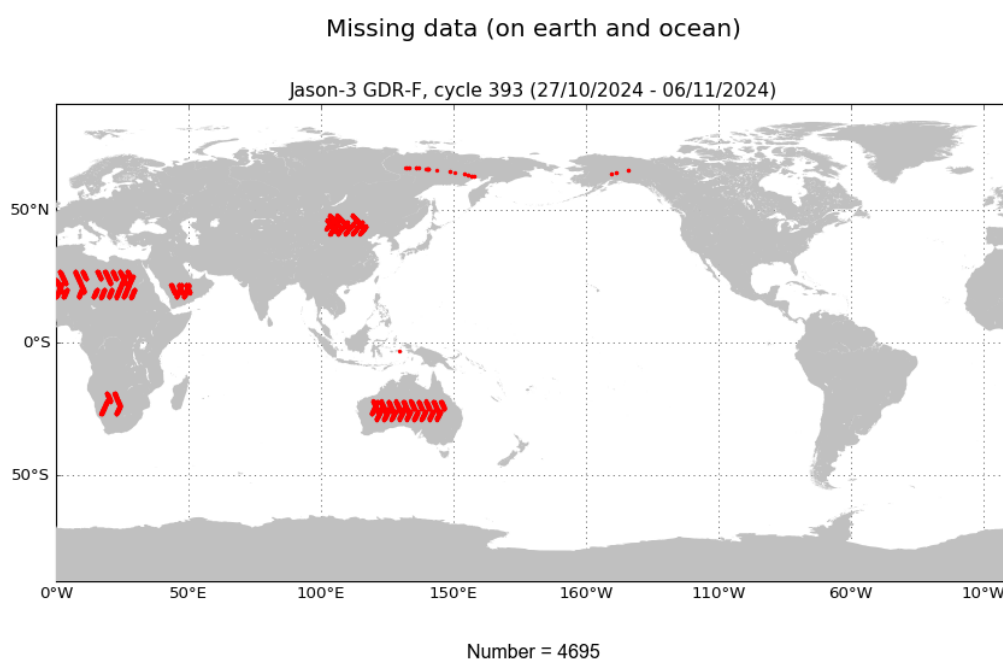 Missing data (on earth and ocean)
Jason-3 GDR-F, cycle 393 (27/10/2024 - 06/11/2024)
50°N
0°S
50°S
0°W 50°E 100°E 150°E 160°W 110°W 60°W 10°W
Number = 4695